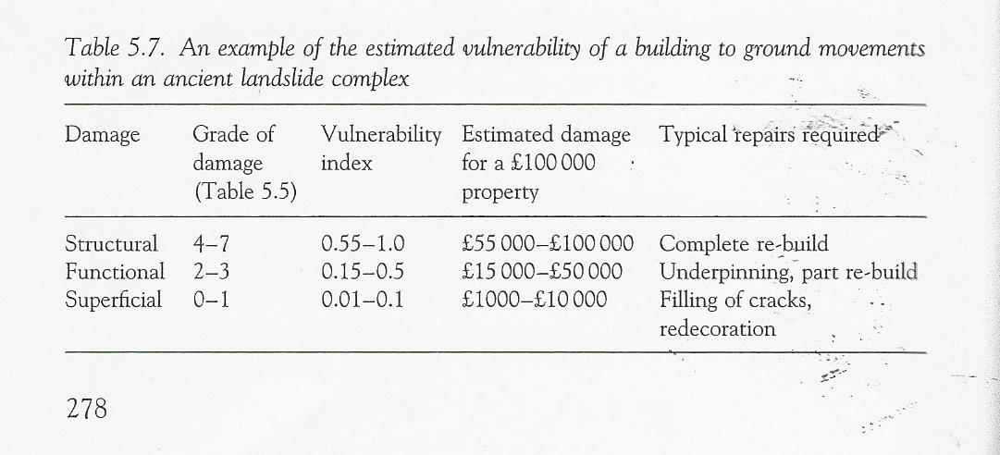 Table 5.7. An example of the estimated vulnerability of a building to ground movements
within an ancient landslide complex
Damage Grade of Vulnerability Estimated damage Typical repairs required
damage index for a £100 000
(Table 5.5) property
Structural 4–7 0.55–1.0 £55 000–£100 000 Complete re-build
Functional 2–3 0.15–0.5 £15 000–£50 000 Underpinning, part re-build
Superficial 0–1 0.01–0.1 £1000–£10 000 Filling of cracks,
redecoration
278